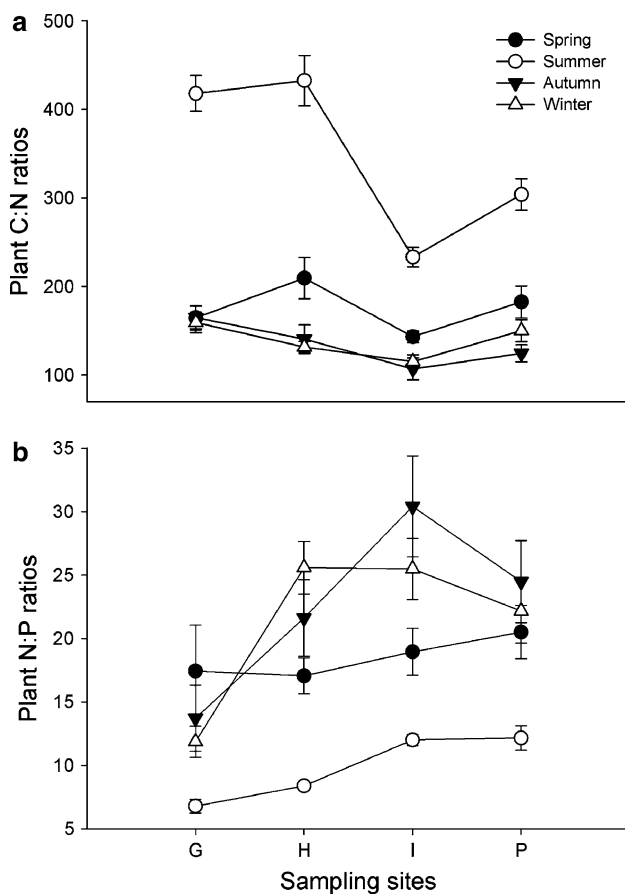 a
500
400
300
200
100
Plant C:N ratios
Spring
Summer
Autumn
Winter
b
35
30
25
20
15
10
5
Plant N:P ratios
G H I P
Sampling sites